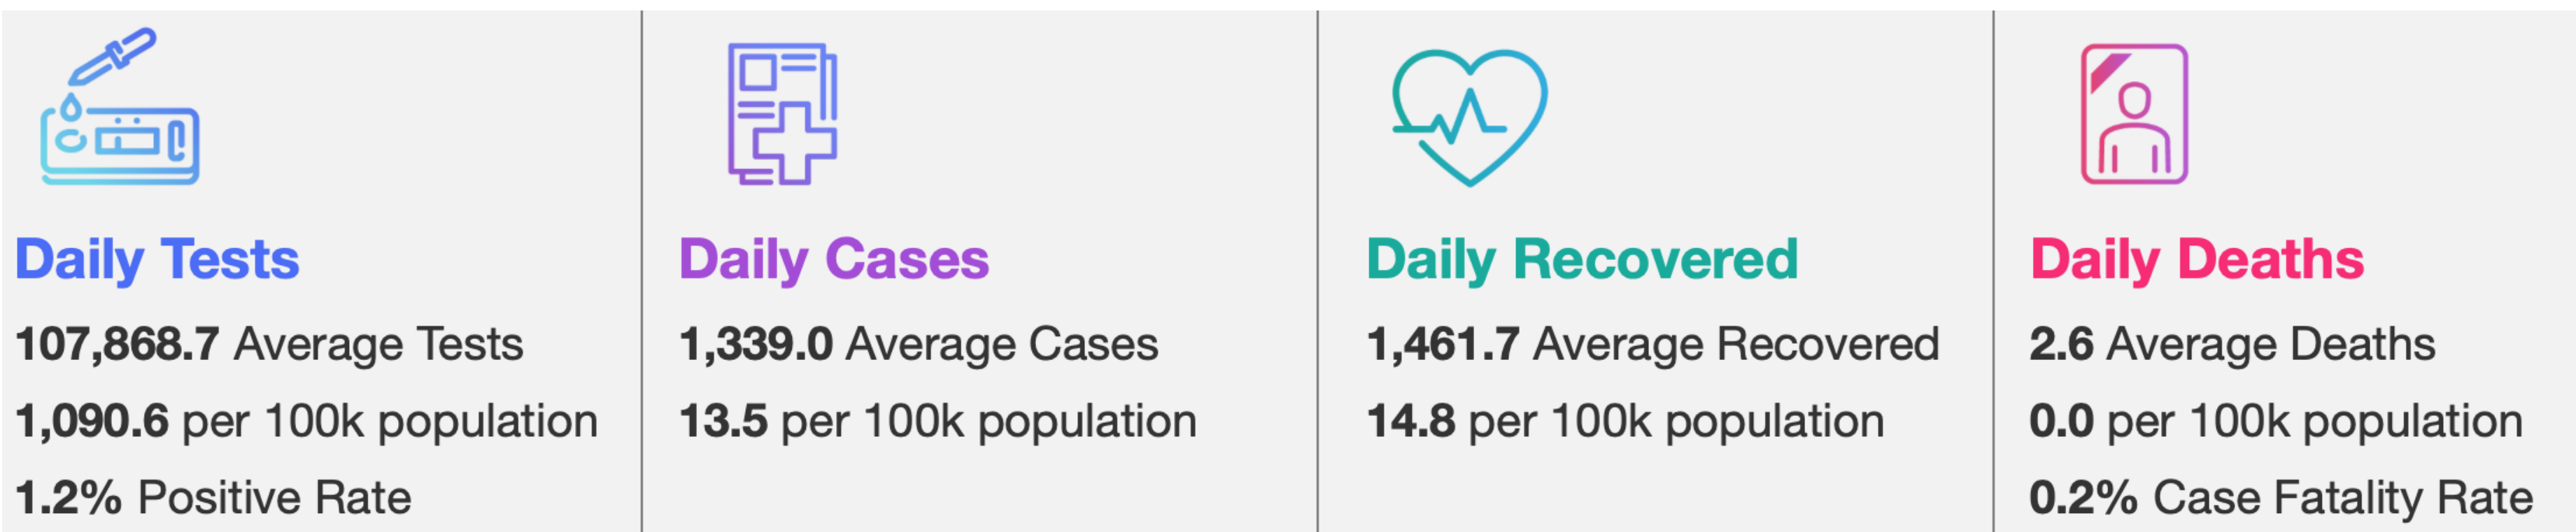 Daily Tests
107,868.7 Average Tests
1,090.6 per 100k population
1.2% Positive Rate
Daily Cases
1,339.0 Average Cases
13.5 per 100k population
Daily Recovered
1,461.7 Average Recovered
14.8 per 100k population
Daily Deaths
2.6 Average Deaths
0.0 per 100k population
0.2% Case Fatality Rate